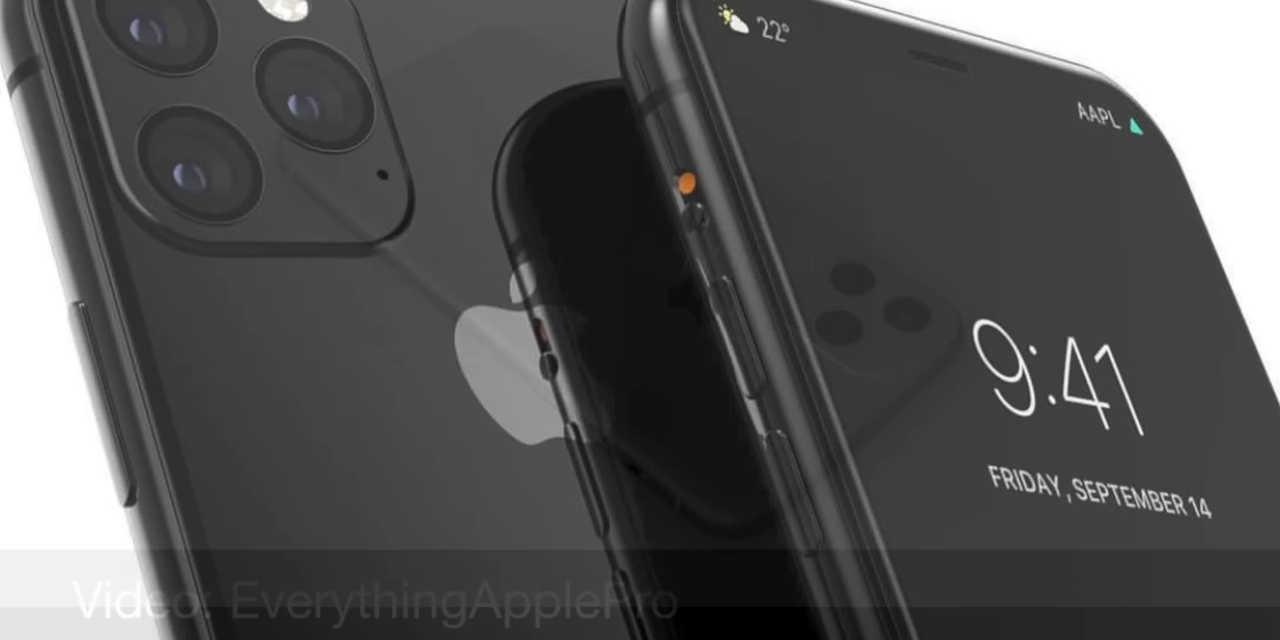 22°
AAPL
9:41
FRIDAY, SEPTEMBER 14
Video: EverythingApplePro